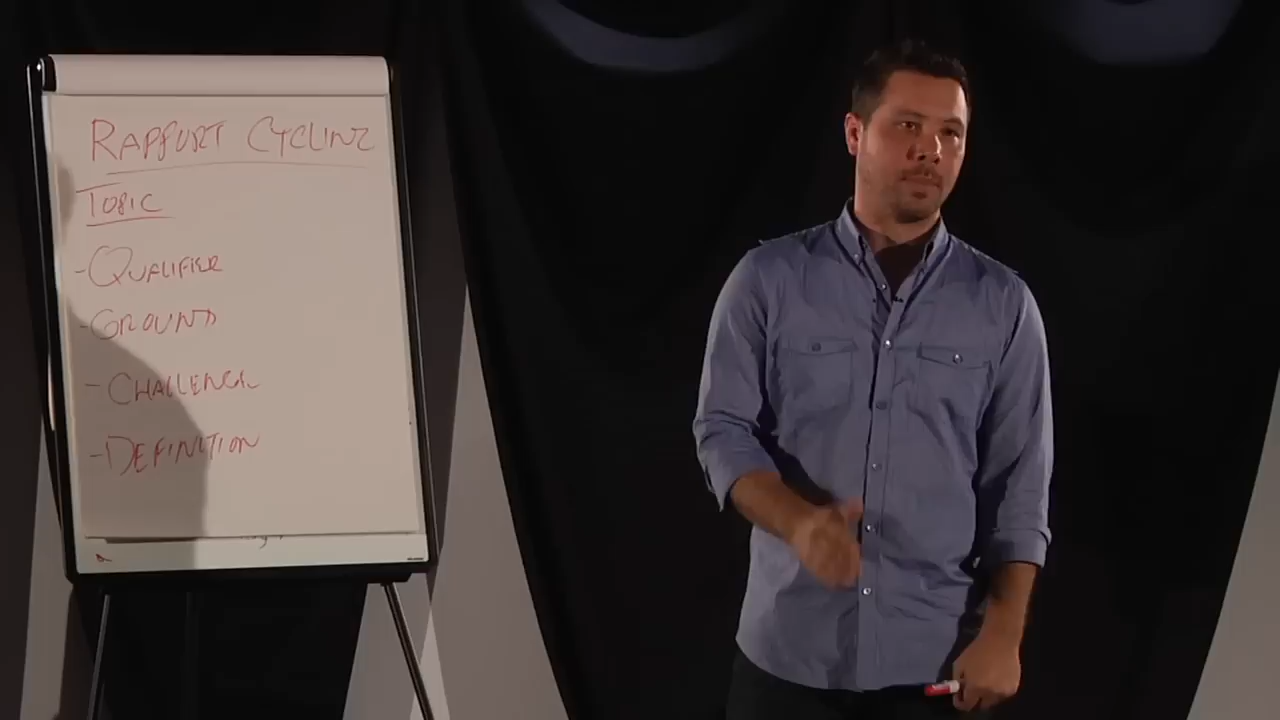 RAPPORT CYCLING
TOPIC
-QUALIFIER
-GROUND
-CHALLENGE
-DEFINITION